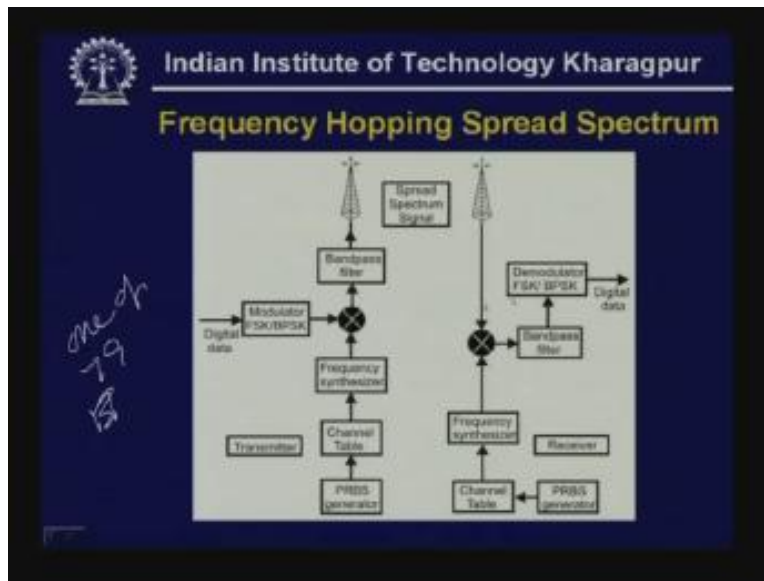 Indian Institute of Technology Kharagpur
Frequency Hopping Spread Spectrum
Spread
Spectrum
Signal
Bandpass
filter
Modulator
FSK/BPSK
Digital
data
Frequency
synthesizer
Transmitter
Channel
Table
PRBS
generator
Demodulator
FSK/ BPSK
Digital
data
Bandpass
filter
Frequency
synthesizer
Receiver
Channel
Table
PRBS
generator
one of
79